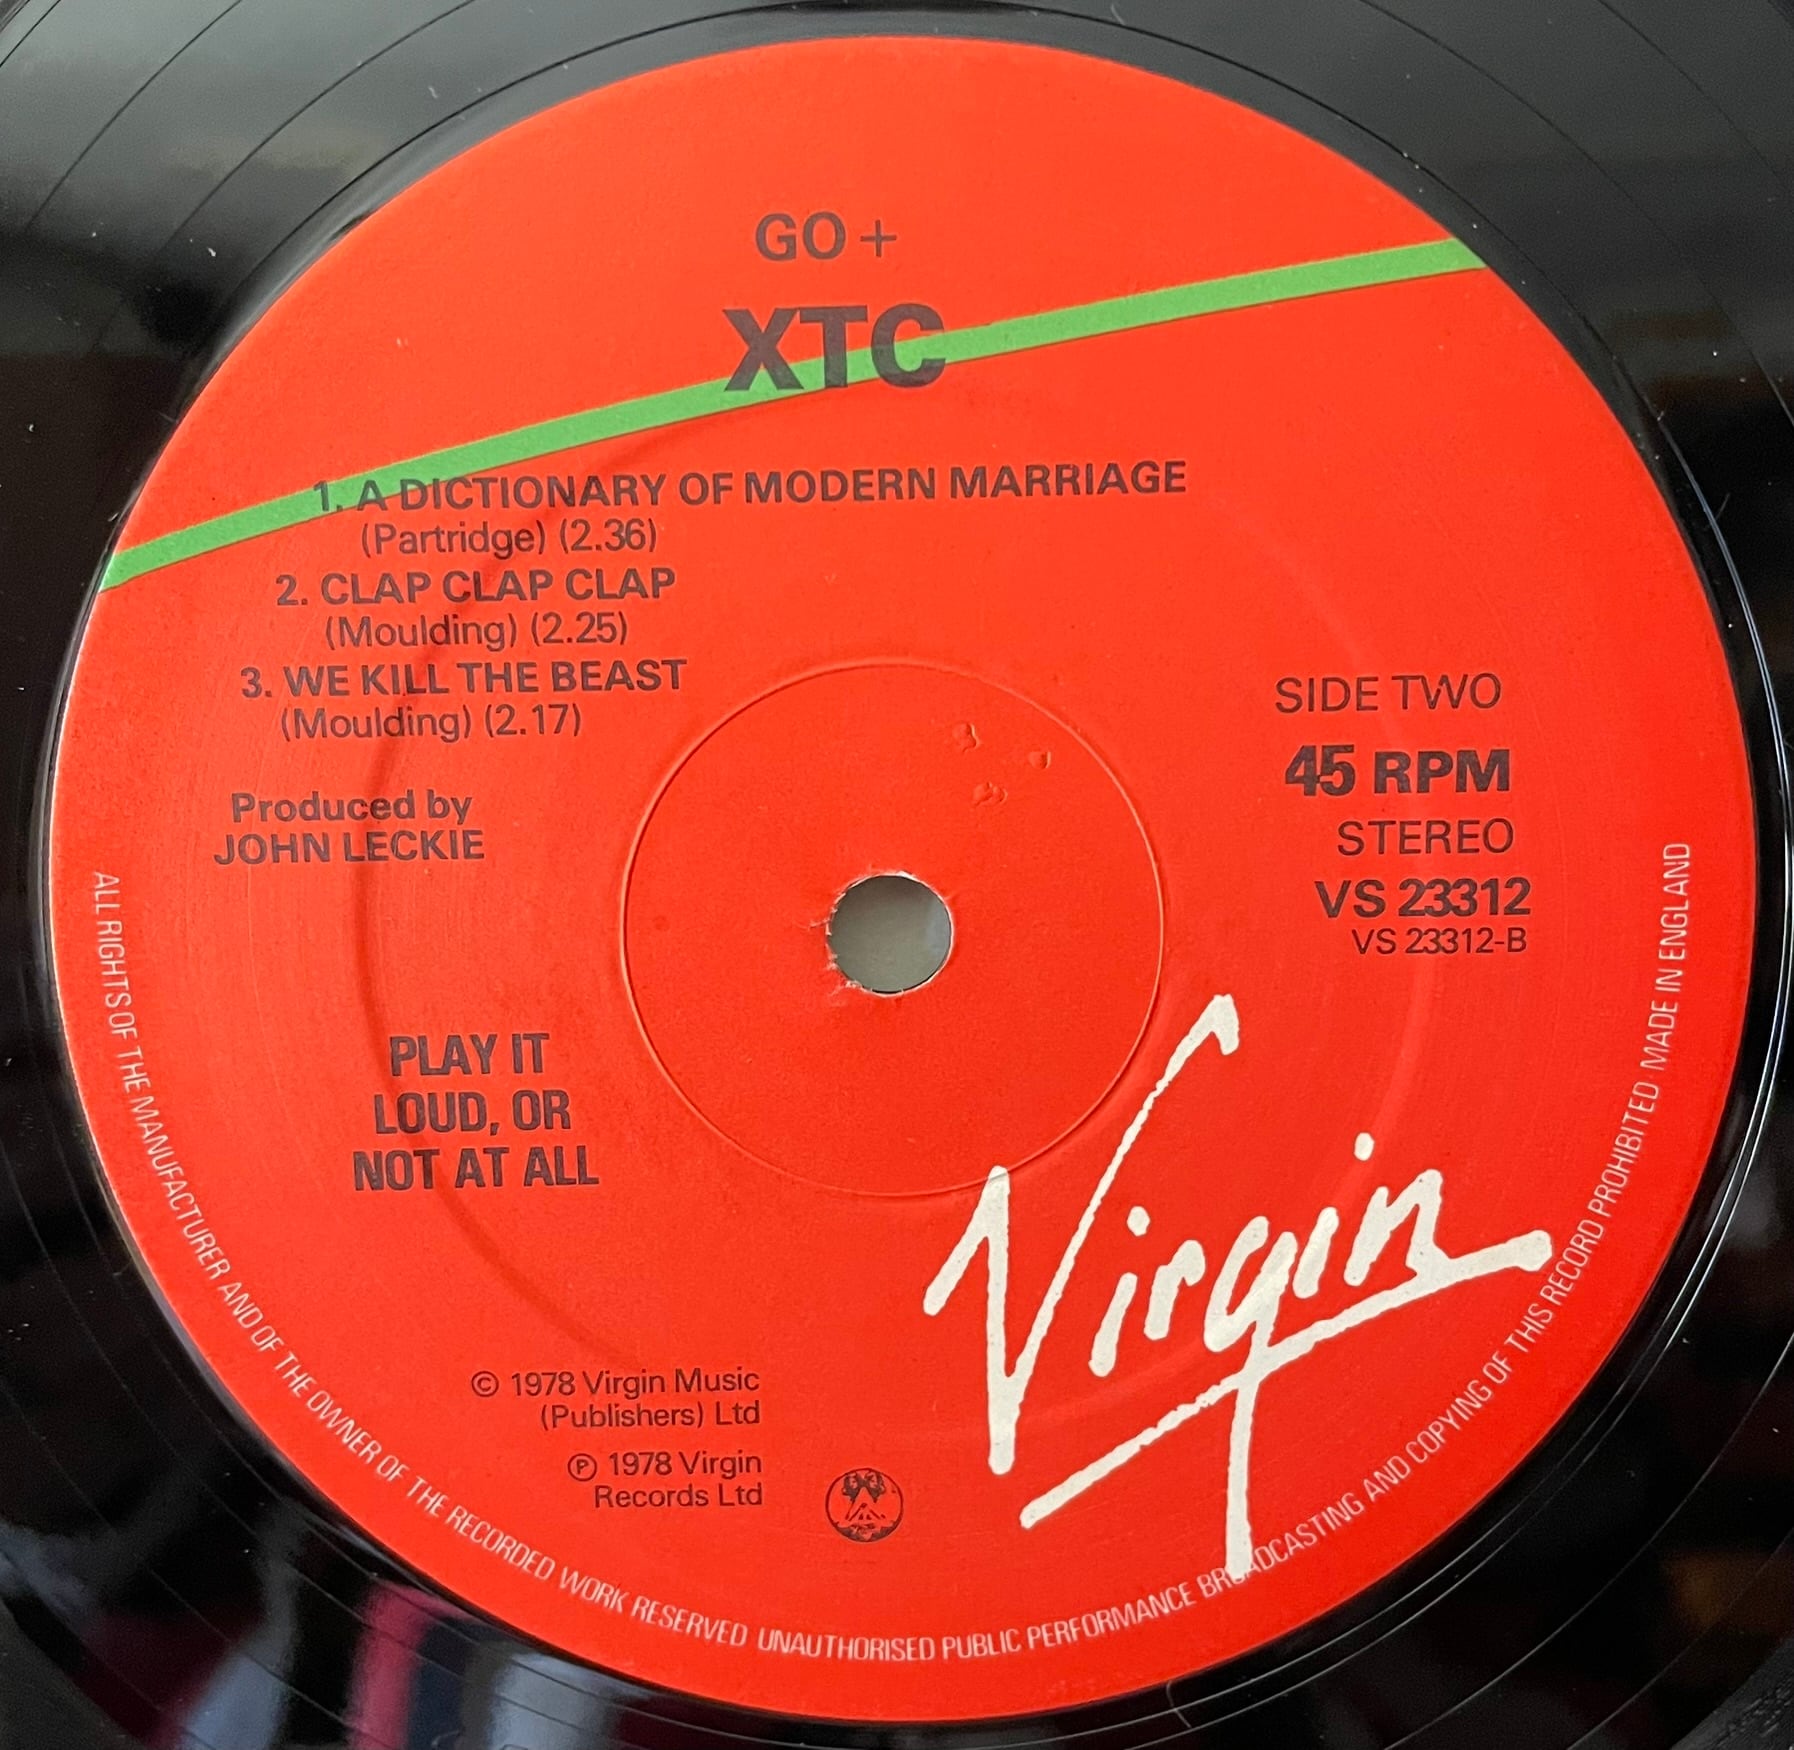 GO +
XTC
1. A DICTIONARY OF MODERN MARRIAGE
(Partridge) (2.36)
2. CLAP CLAP CLAP
(Moulding) (2.25)
3. WE KILL THE BEAST
(Moulding) (2.17)
Produced by
JOHN LECKIE
SIDE TWO
45 RPM
STEREO
VS 23312
VS 23312-B
PLAY IT
LOUD, OR
NOT AT ALL
Virgin
© 1978 Virgin Music
(Publishers) Ltd
℗ 1978 Virgin
Records Ltd
ALL RIGHTS OF THE MANUFACTURER AND OF THE OWNER OF THE RECORDED WORK RESERVED UNAUTHORISED PUBLIC PERFORMANCE BROADCASTING AND COPYING OF THIS RECORD PROHIBITED MADE IN ENGLAND